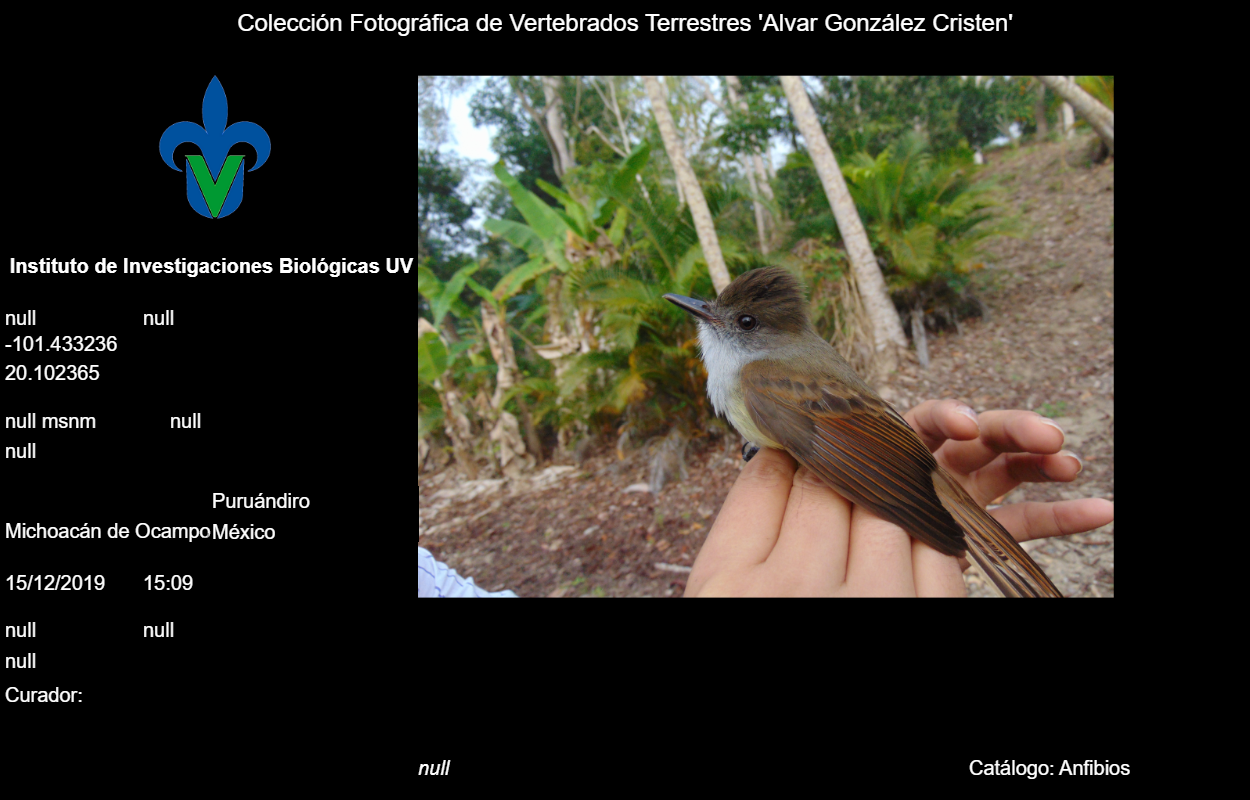 Colección Fotográfica de Vertebrados Terrestres 'Alvar González Cristen'
Instituto de Investigaciones Biológicas UV
null null
-101.433236
20.102365
null msnm null
null
Puruándiro
Michoacán de Ocampo México
15/12/2019 15:09
null null
null
Curador:
null Catálogo: Anfibios